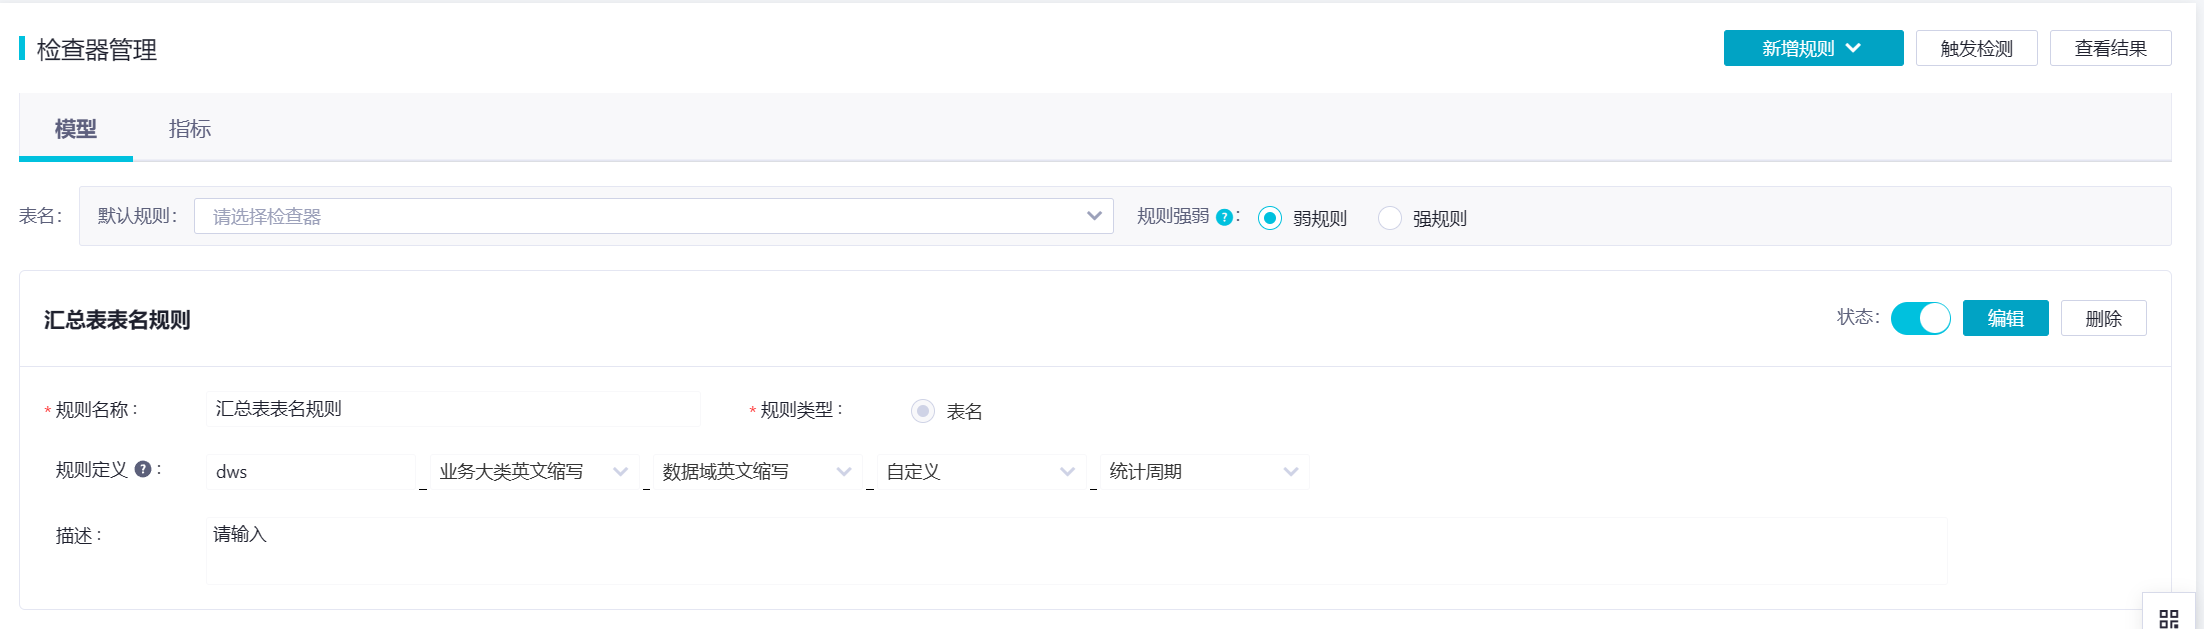 检查器管理 新增规则 触发检测 查看结果
模型 指标
表名： 默认规则： 请选择检查器 规则强弱 ?： 弱规则 强规则
汇总表表名规则 状态： 编辑 删除
* 规则名称： 汇总表表名规则 * 规则类型： 表名
规则定义 ?： dws _ 业务大类英文缩写 _ 数据域英文缩写 _ 自定义 _ 统计周期
描述： 请输入